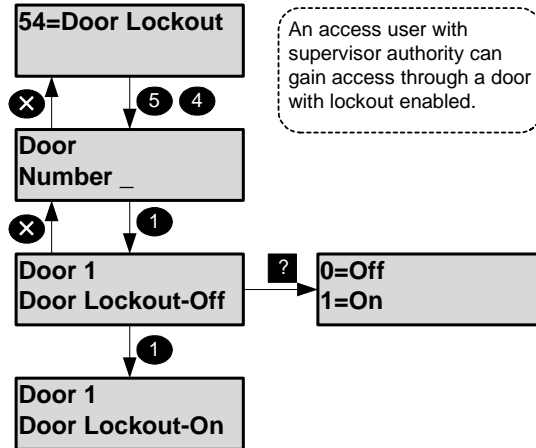 54=Door Lockout
An access user with
supervisor authority can
gain access through a door
with lockout enabled.
5 4
Door
Number _
1
Door 1
Door Lockout-Off
?
0=Off
1=On
1
Door 1
Door Lockout-On